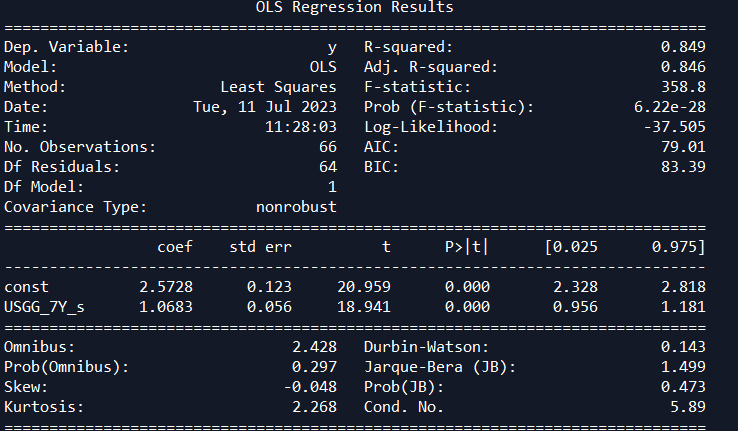 OLS Regression Results
==============================================================================
Dep. Variable:                      y   R-squared:                       0.849
Model:                            OLS   Adj. R-squared:                  0.846
Method:                 Least Squares   F-statistic:                     358.8
Date:                Tue, 11 Jul 2023   Prob (F-statistic):           6.22e-28
Time:                        11:28:03   Log-Likelihood:                -37.505
No. Observations:                  66   AIC:                             79.01
Df Residuals:                      64   BIC:                             83.39
Df Model:                           1
Covariance Type:            nonrobust
==============================================================================
                 coef    std err          t      P>|t|      [0.025      0.975]
------------------------------------------------------------------------------
const          2.5728      0.123     20.959      0.000       2.328       2.818
USGG_7Y_s      1.0683      0.056     18.941      0.000       0.956       1.181
==============================================================================
Omnibus:                        2.428   Durbin-Watson:                   0.143
Prob(Omnibus):                  0.297   Jarque-Bera (JB):                1.499
Skew:                          -0.048   Prob(JB):                        0.473
Kurtosis:                       2.268   Cond. No.                         5.89
==============================================================================